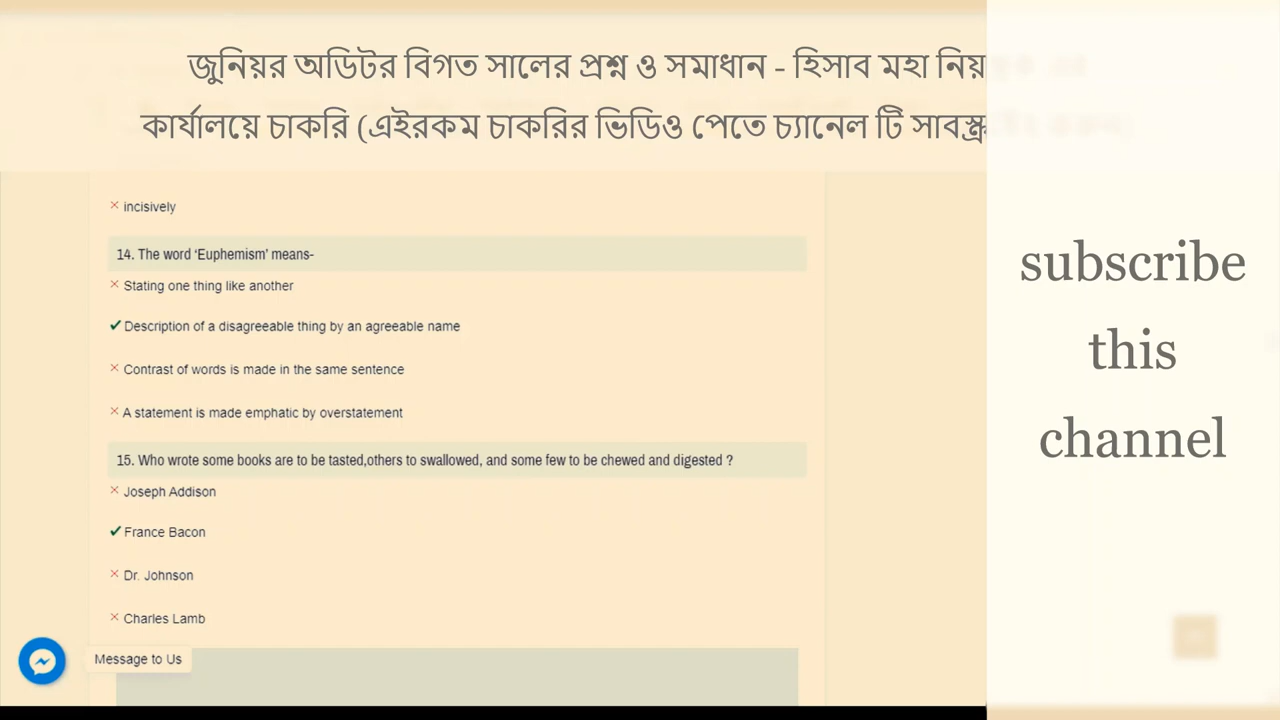 জুনিয়র অডিটর বিগত সালের প্রশ্ন ও সমাধান - হিসাব মহা
কার্যালয়ে চাকরি (এইরকম চাকরির ভিডিও পেতে চ্যানেল টি
incisively
14. The word ‘Euphemism’ means-
Stating one thing like another
Description of a disagreeable thing by an agreeable name
Contrast of words is made in the same sentence
A statement is made emphatic by overstatement
15. Who wrote some books are to be tasted,others to swallowed, and some few to be chewed and digested ?
Joseph Addison
France Bacon
Dr. Johnson
Charles Lamb
Message to Us
subscribe
this
channel